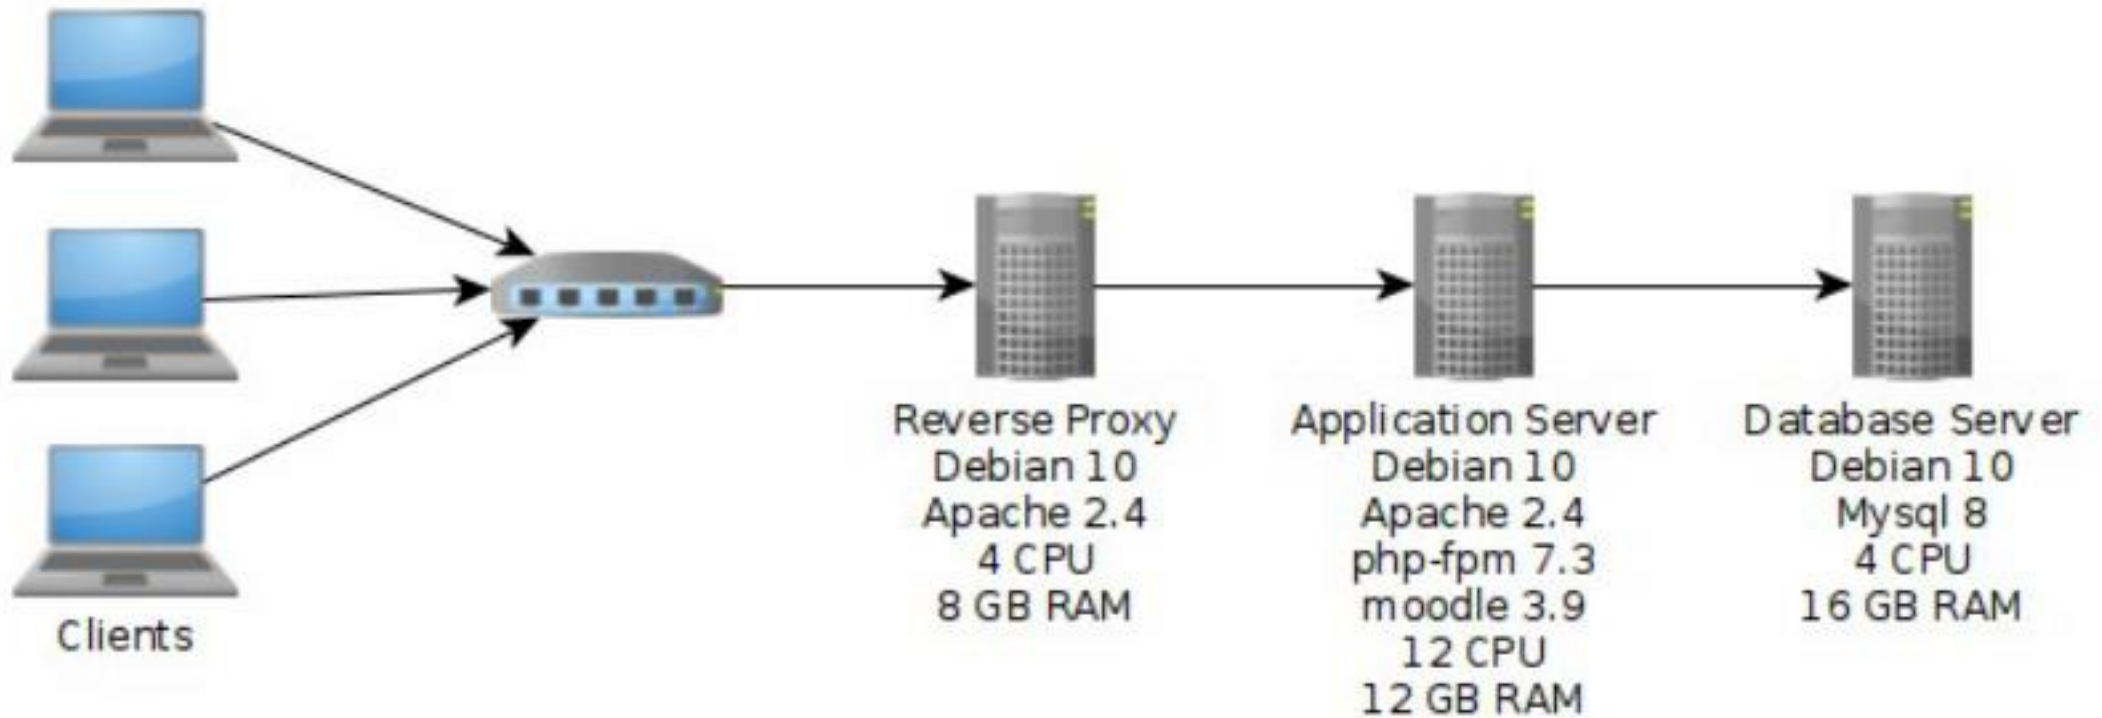 Clients
Reverse Proxy
Debian 10
Apache 2.4
4 CPU
8 GB RAM
Application Server
Debian 10
Apache 2.4
php-fpm 7.3
moodle 3.9
12 CPU
12 GB RAM
Database Server
Debian 10
Mysql 8
4 CPU
16 GB RAM